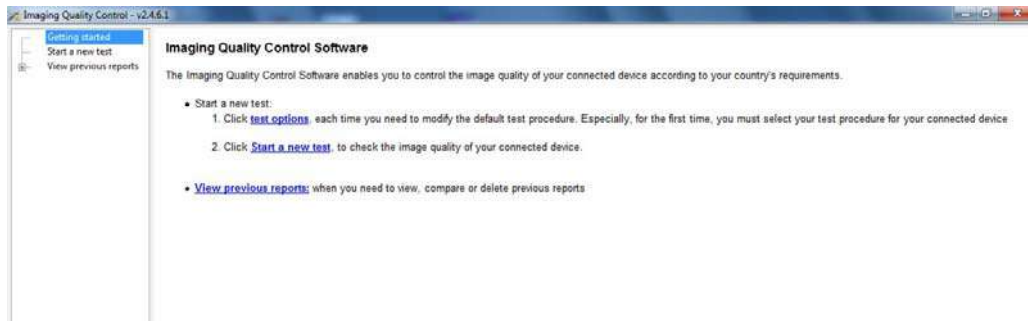 Imaging Quality Control - v2.4.6.1
Getting started
Start a new test
View previous reports
Imaging Quality Control Software
The Imaging Quality Control Software enables you to control the image quality of your connected device according to your country's requirements.
• Start a new test:
1. Click test options, each time you need to modify the default test procedure. Especially, for the first time, you must select your test procedure for your connected device
2. Click Start a new test, to check the image quality of your connected device.
• View previous reports: when you need to view, compare or delete previous reports